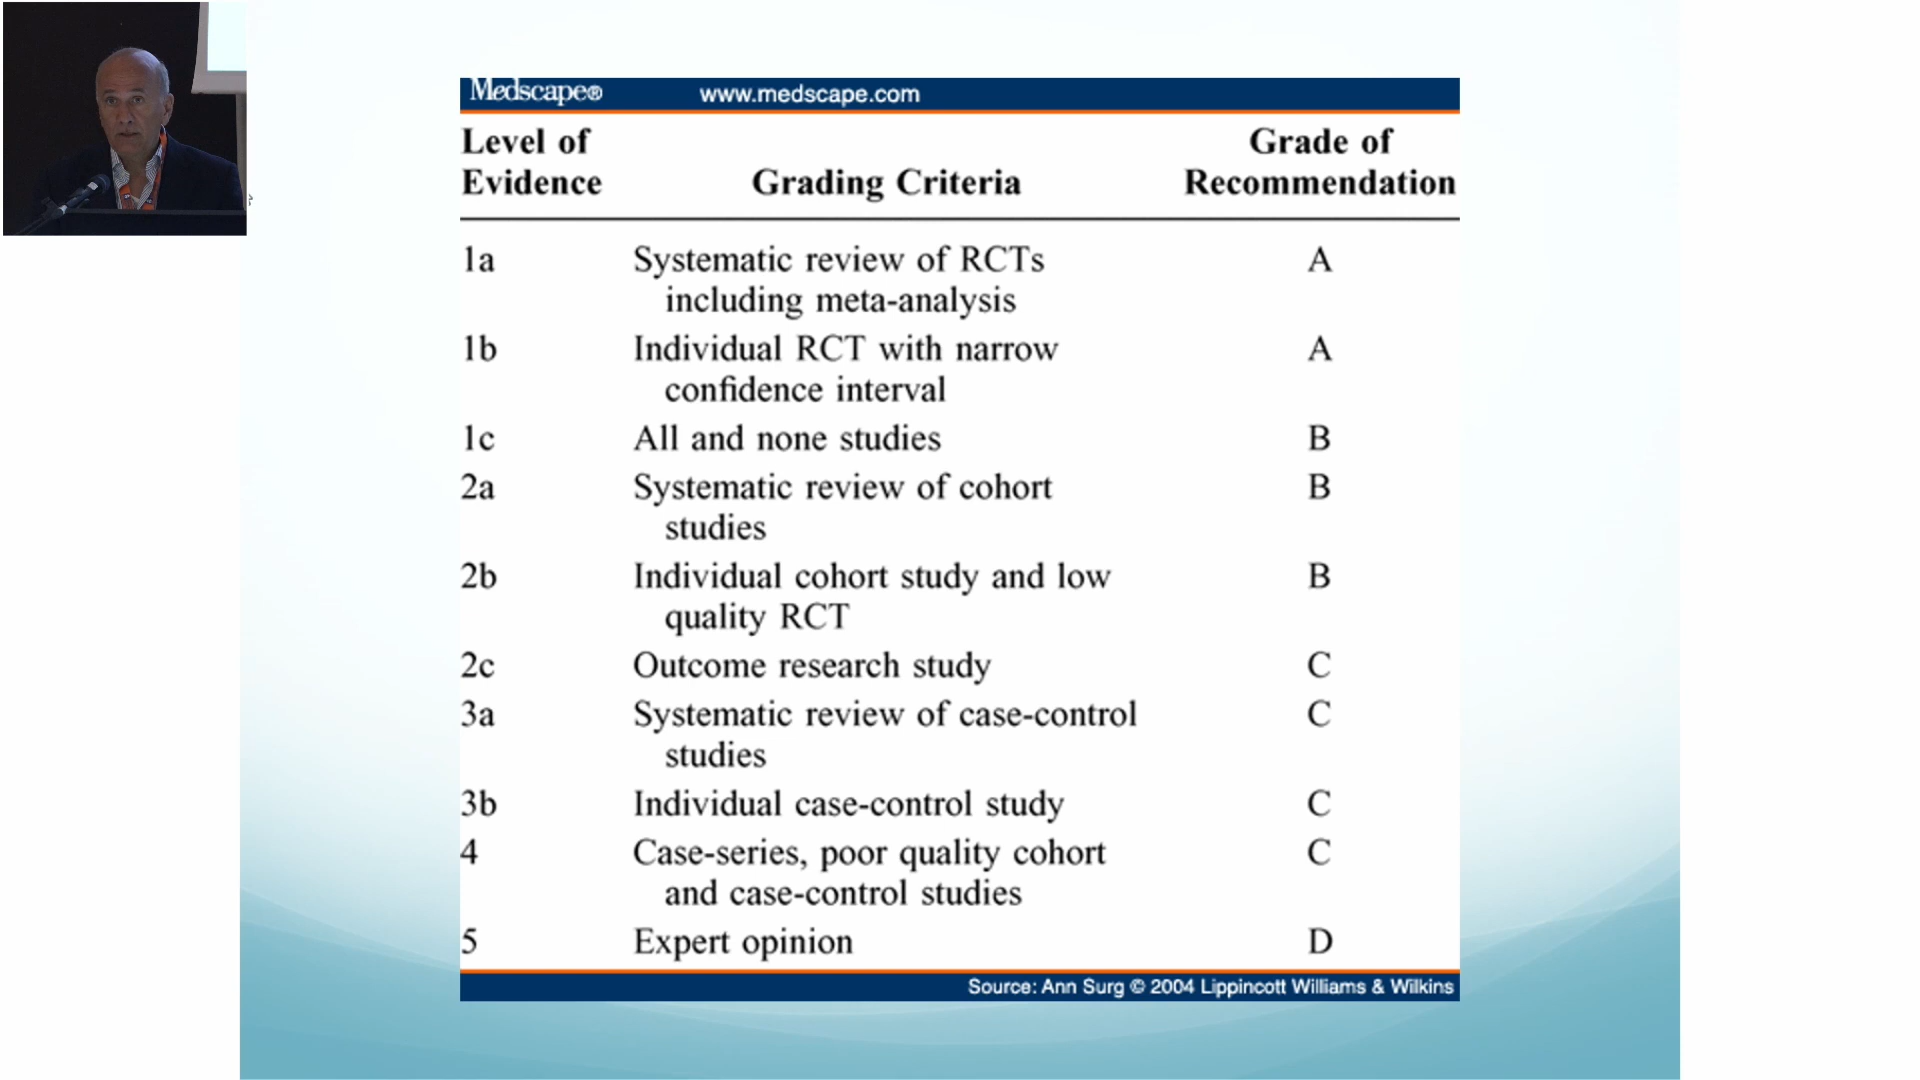 Medscape® www.medscape.com
Level of Evidence Grading Criteria Grade of Recommendation
1a Systematic review of RCTs A
including meta-analysis
1b Individual RCT with narrow A
confidence interval
1c All and none studies B
2a Systematic review of cohort B
studies
2b Individual cohort study and low B
quality RCT
2c Outcome research study C
3a Systematic review of case-control C
studies
3b Individual case-control study C
4 Case-series, poor quality cohort C
and case-control studies
5 Expert opinion D
Source: Ann Surg © 2004 Lippincott Williams & Wilkins